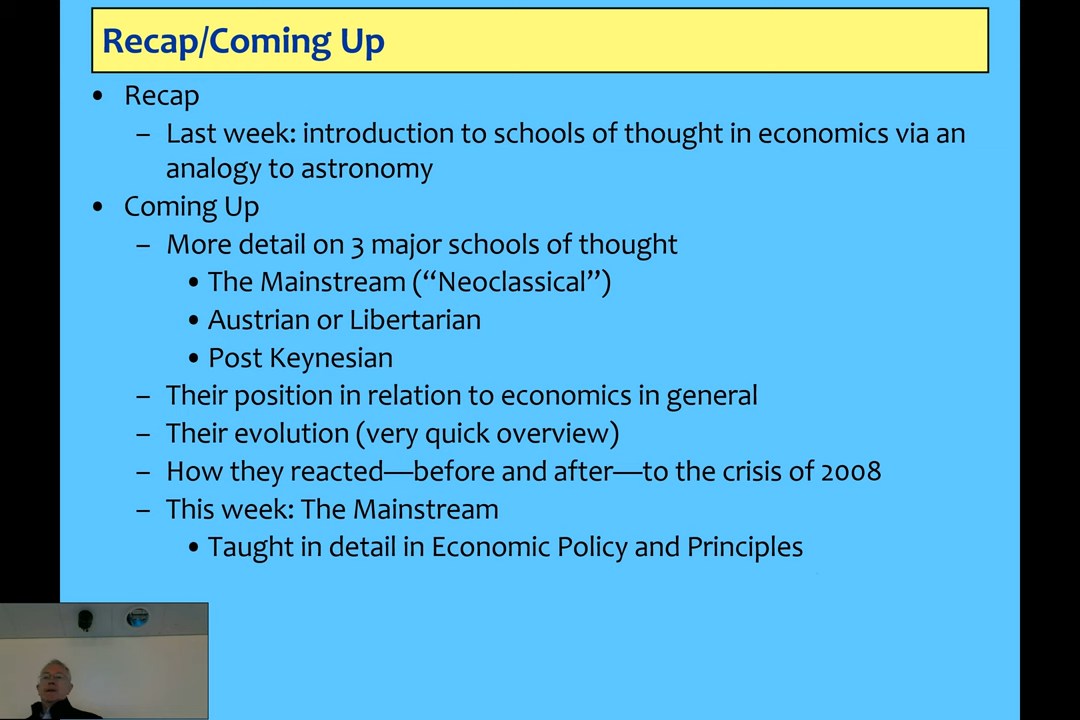 Recap/Coming Up
• Recap
– Last week: introduction to schools of thought in economics via an
analogy to astronomy
• Coming Up
– More detail on 3 major schools of thought
• The Mainstream (“Neoclassical”)
• Austrian or Libertarian
• Post Keynesian
– Their position in relation to economics in general
– Their evolution (very quick overview)
– How they reacted—before and after—to the crisis of 2008
– This week: The Mainstream
• Taught in detail in Economic Policy and Principles